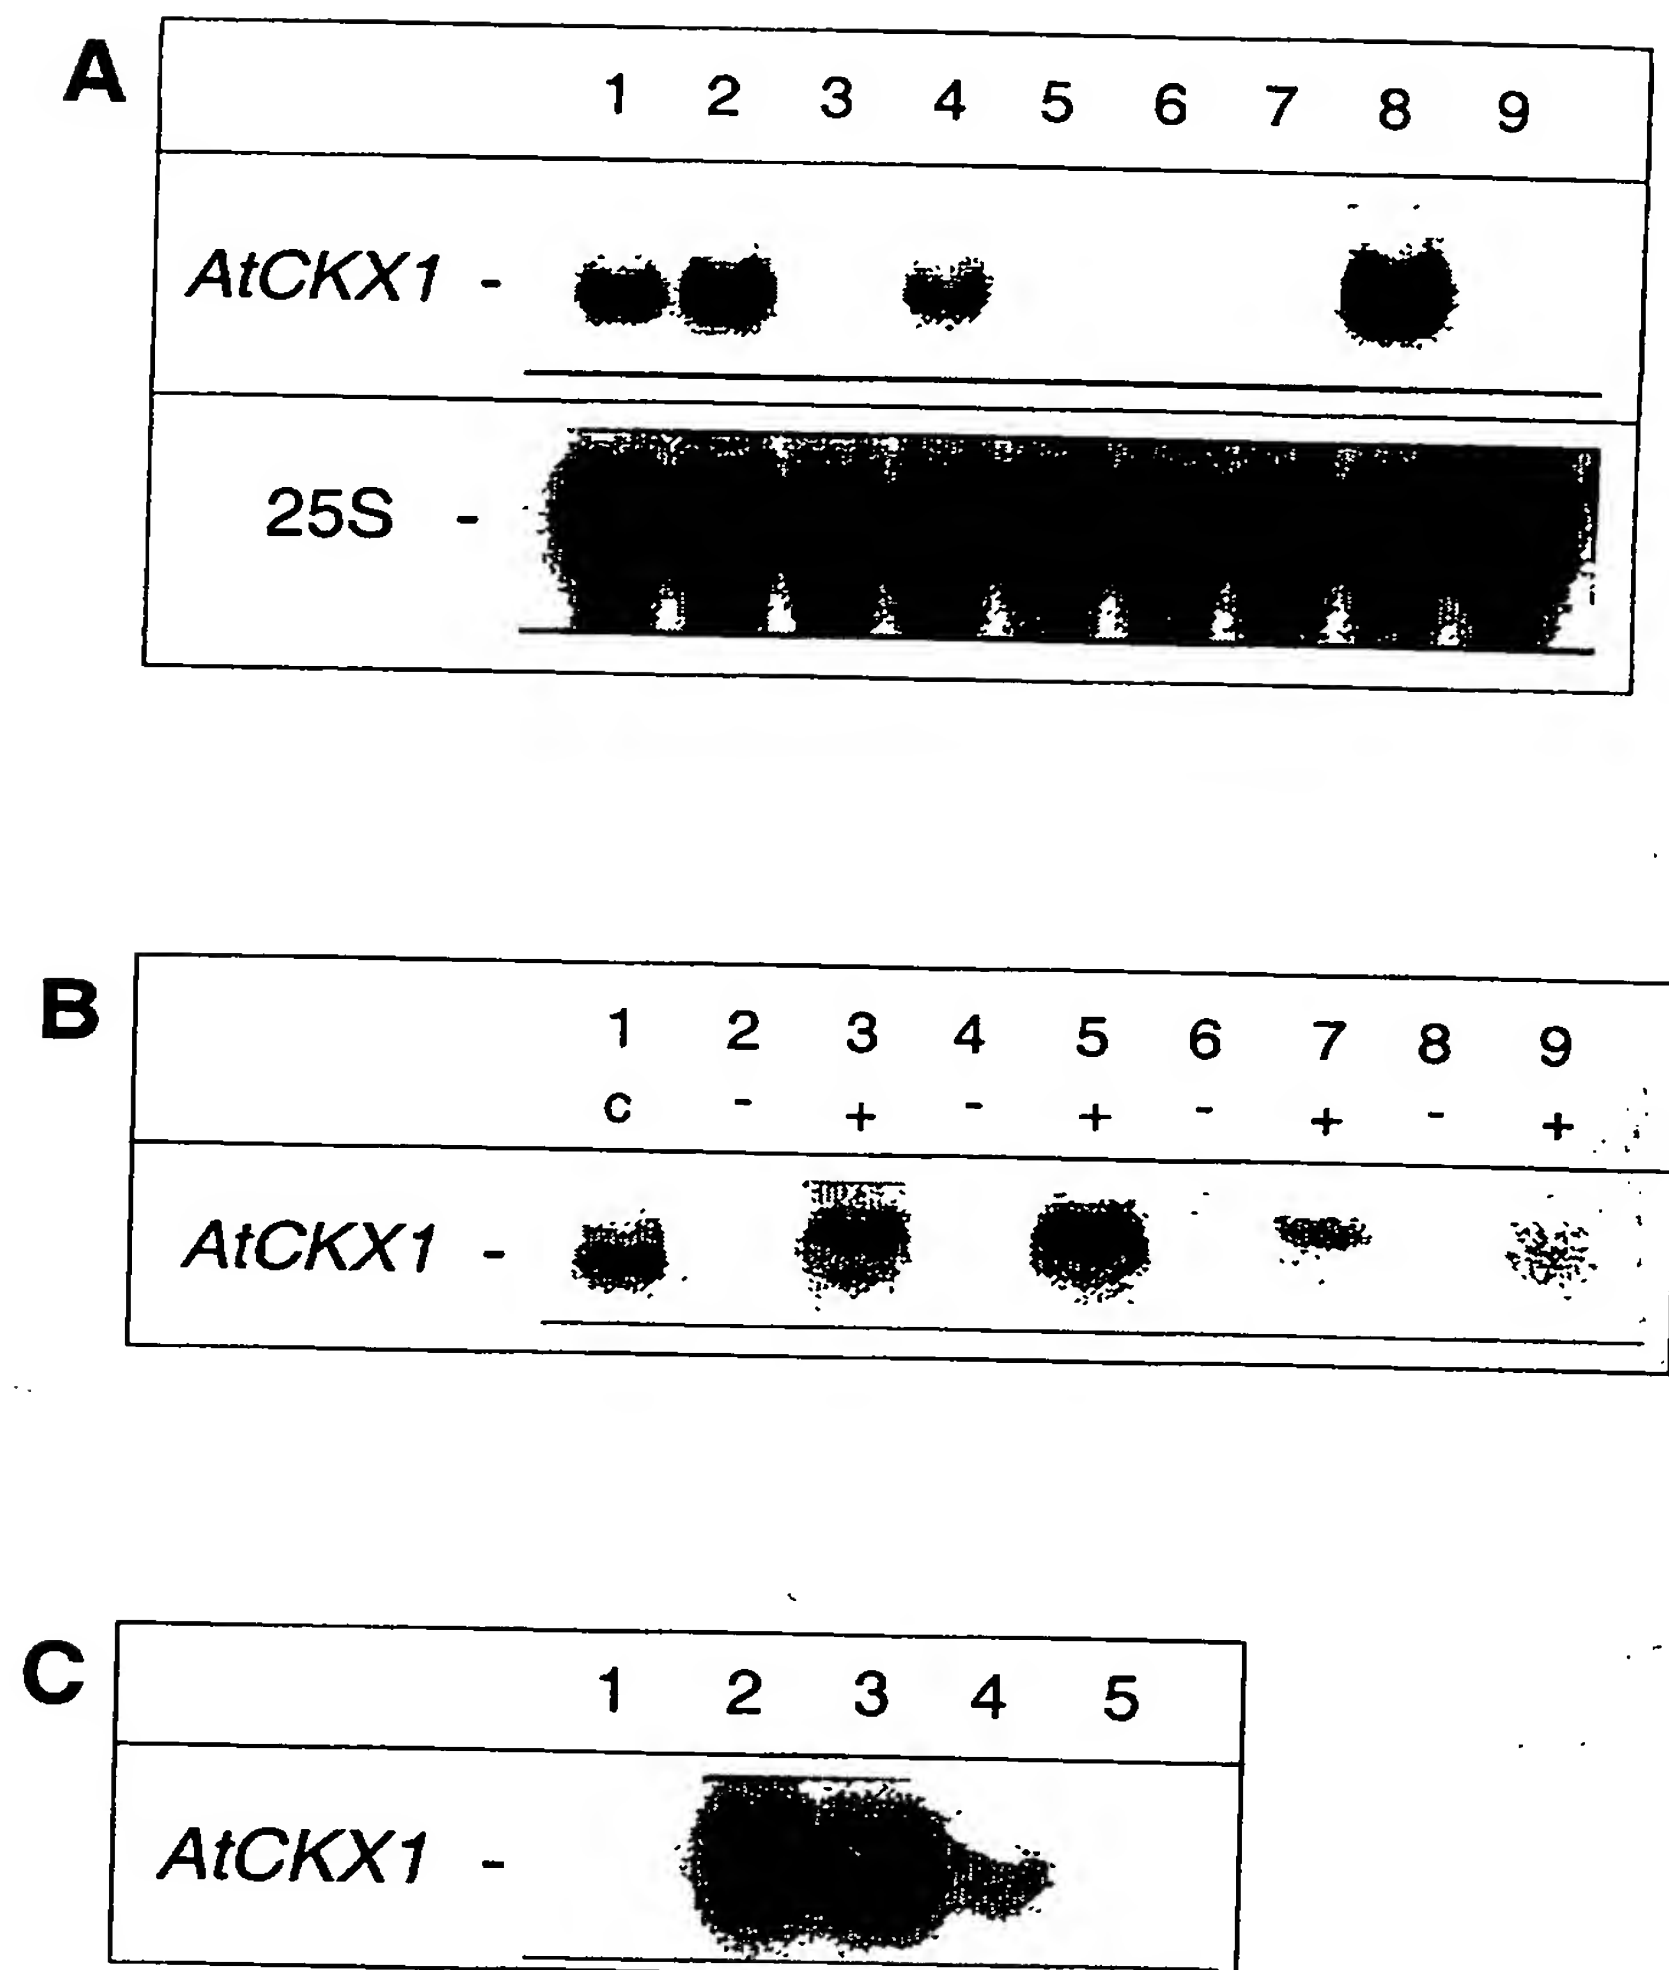 A
1 2 3 4 5 6 7 8 9
AtCKX1 -
25S -
B
1 2 3 4 5 6 7 8 9
c - + - + - + - +
AtCKX1 -
C
1 2 3 4 5
AtCKX1 -